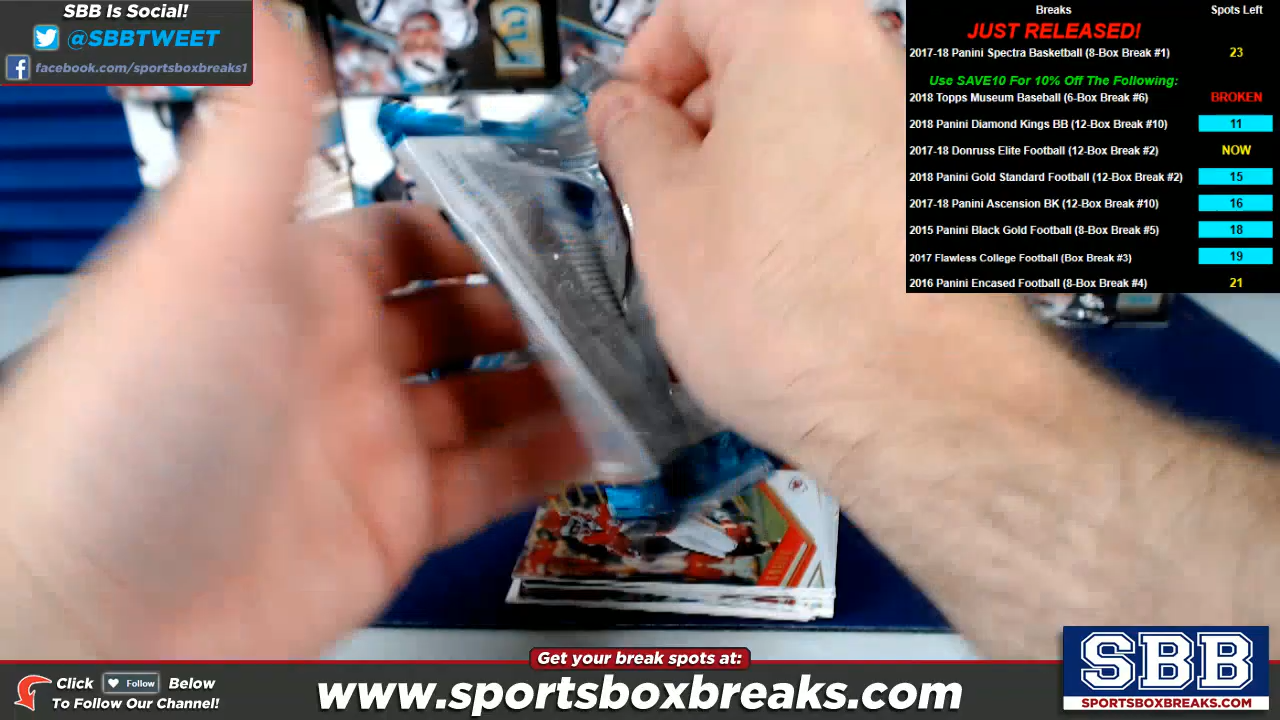 SBB Is Social!
@SBBTWEET
facebook.com/sportsboxbreaks1
Breaks Spots Left
JUST RELEASED!
2017-18 Panini Spectra Basketball (8-Box Break #1) 23
Use SAVE10 For 10% Off The Following:
2018 Topps Museum Baseball (6-Box Break #6) BROKEN
2018 Panini Diamond Kings BB (12-Box Break #10) 11
2017-18 Donruss Elite Football (12-Box Break #2) NOW
2018 Panini Gold Standard Football (12-Box Break #2) 15
2017-18 Panini Ascension BK (12-Box Break #10) 16
2015 Panini Black Gold Football (8-Box Break #5) 18
2017 Flawless College Football (Box Break #3) 19
2016 Panini Encased Football (8-Box Break #4) 21
Get your break spots at:
Click Follow Below
To Follow Our Channel!
www.sportsboxbreaks.com
SBB
SPORTSBOXBREAKS.COM